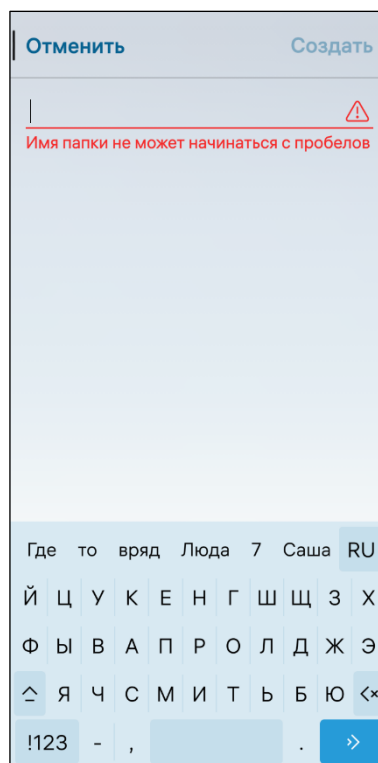 Отменить Создать
Имя папки не может начинаться с пробелов
Где то вряд Люда 7 Саша RU
Й Ц У К Е Н Г Ш Щ З Х
Ф Ы В А П Р О Л Д Ж Э
Я Ч С М И Т Ь Б Ю
!123 - , .